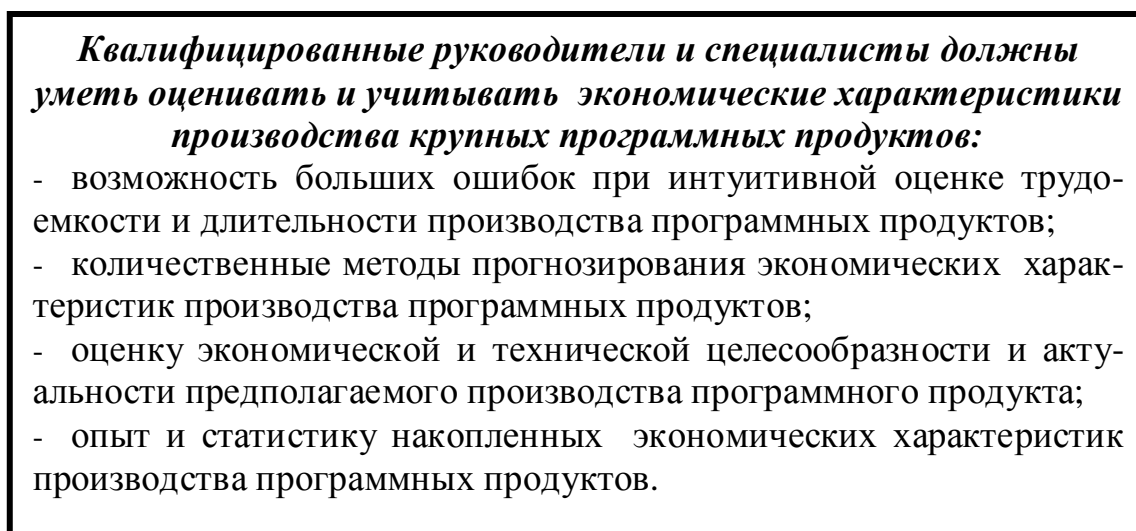 Квалифицированные руководители и специалисты должны
уметь оценивать и учитывать экономические характеристики
производства крупных программных продуктов:
- возможность больших ошибок при интуитивной оценке трудо-
емкости и длительности производства программных продуктов;
- количественные методы прогнозирования экономических харак-
теристик производства программных продуктов;
- оценку экономической и технической целесообразности и акту-
альности предполагаемого производства программного продукта;
- опыт и статистику накопленных экономических характеристик
производства программных продуктов.